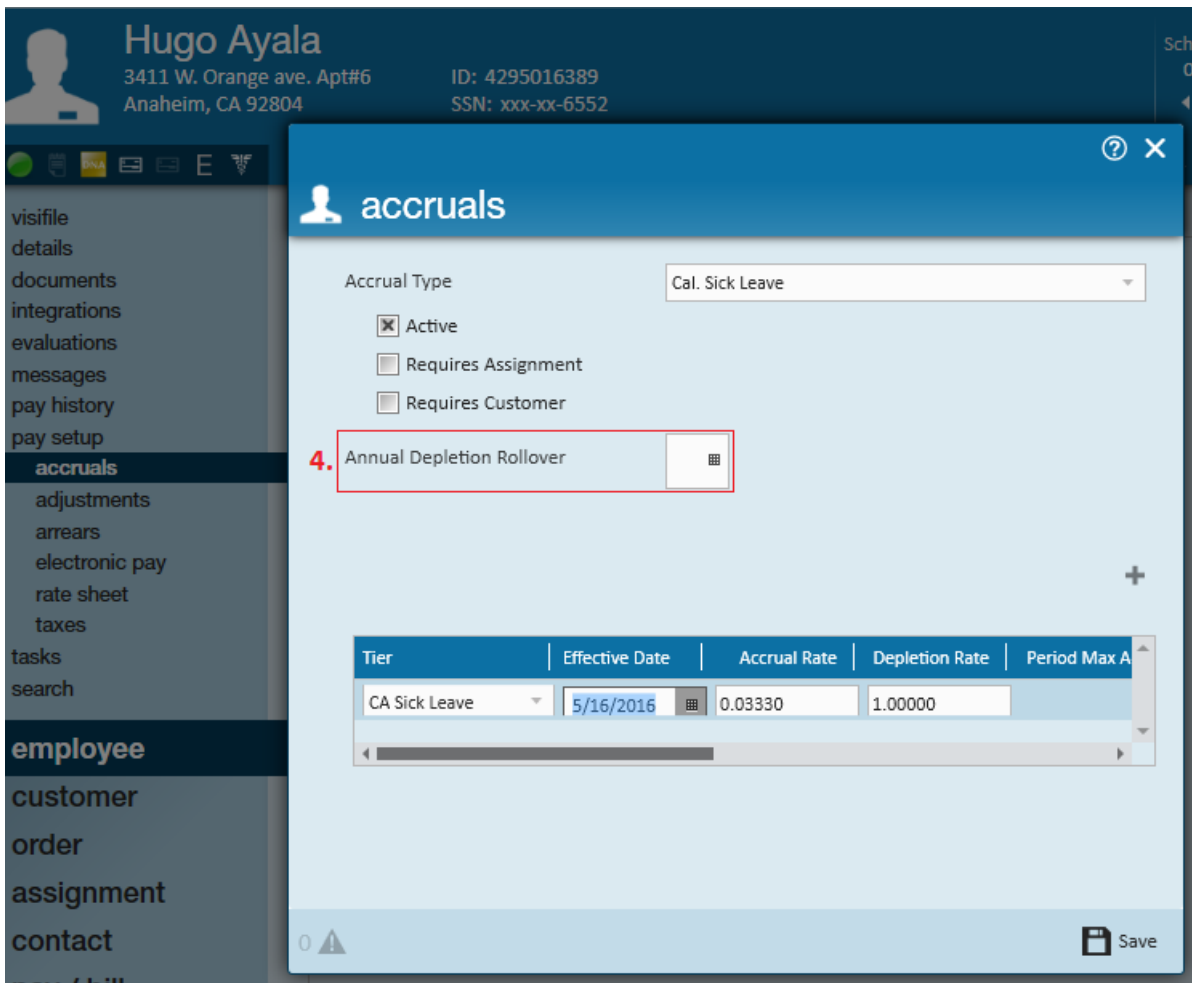 Hugo Ayala
3411 W. Orange ave. Apt#6
ID: 4295016389
Anaheim, CA 92804
SSN: xxx-xx-6552
Sch
0
DNA
E
visifile
details
documents
integrations
evaluations
messages
pay history
pay setup
accruals
adjustments
arrears
electronic pay
rate sheet
taxes
tasks
search
employee
customer
order
assignment
contact
accruals
Accrual Type
Cal. Sick Leave
Active
Requires Assignment
Requires Customer
4. Annual Depletion Rollover
Tier Effective Date Accrual Rate Depletion Rate Period Max A
CA Sick Leave 5/16/2016 0.03330 1.00000
0
Save